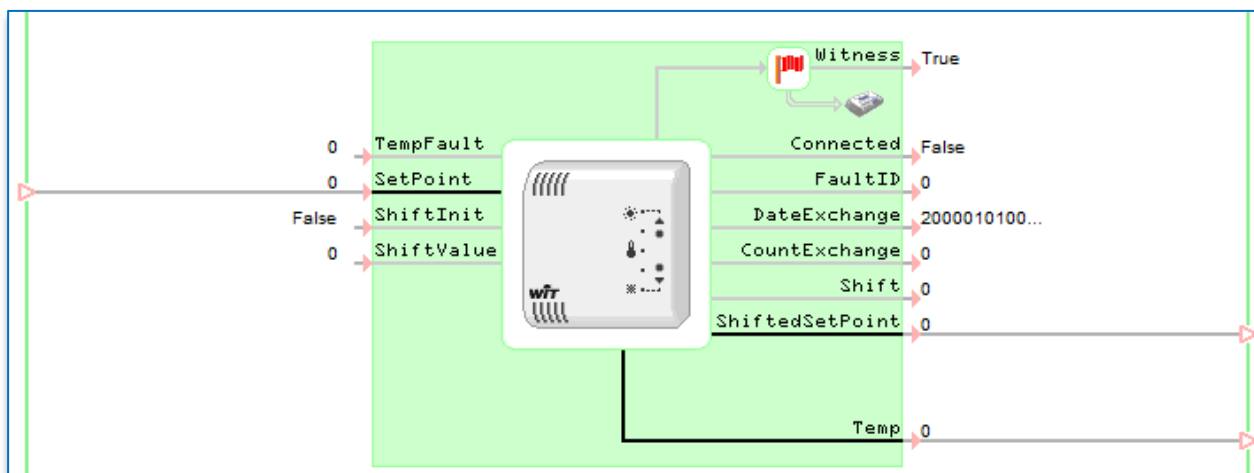 Witness True
0 TempFault Connected False
0 SetPoint FaultID 0
False ShiftInit DateExchange 2000010100...
0 ShiftValue CountExchange 0
Shift 0
wit
ShiftedSetPoint 0
Temp 0